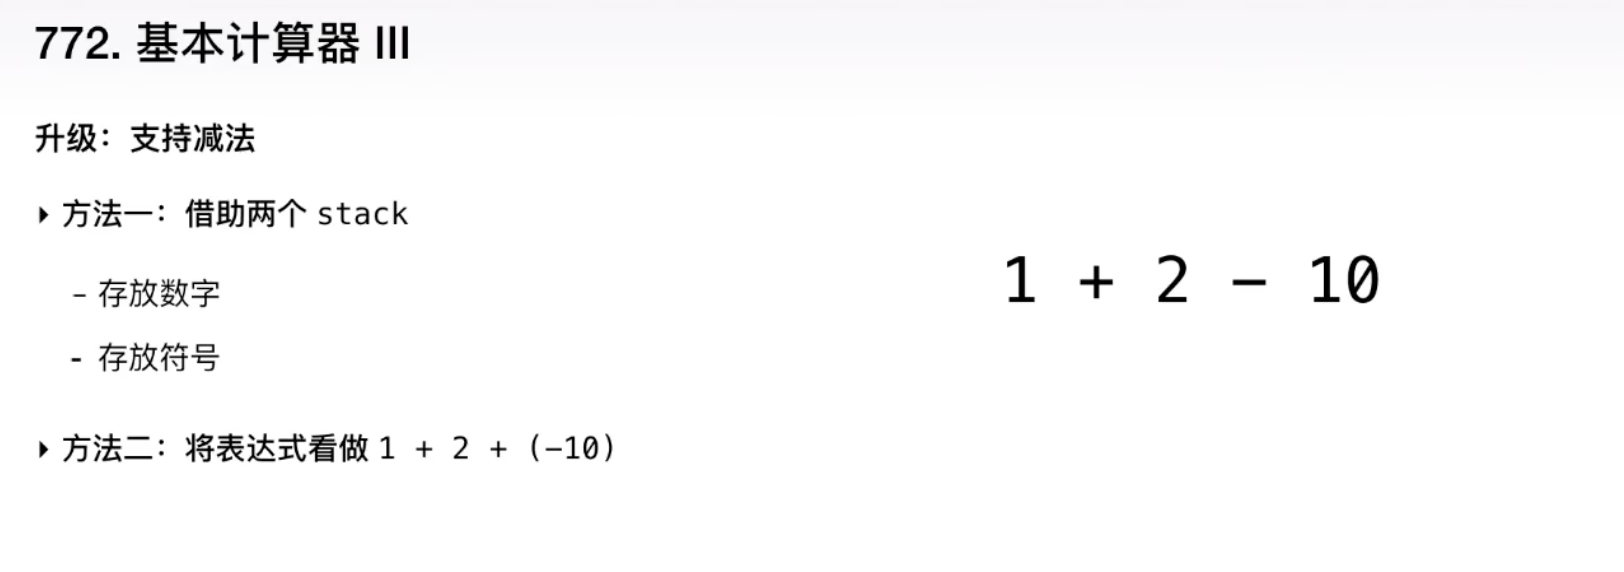 772. 基本计算器 III
升级：支持减法
方法一：借助两个 stack
- 存放数字
- 存放符号
方法二：将表达式看做 1 + 2 + (-10)
1 + 2 - 10